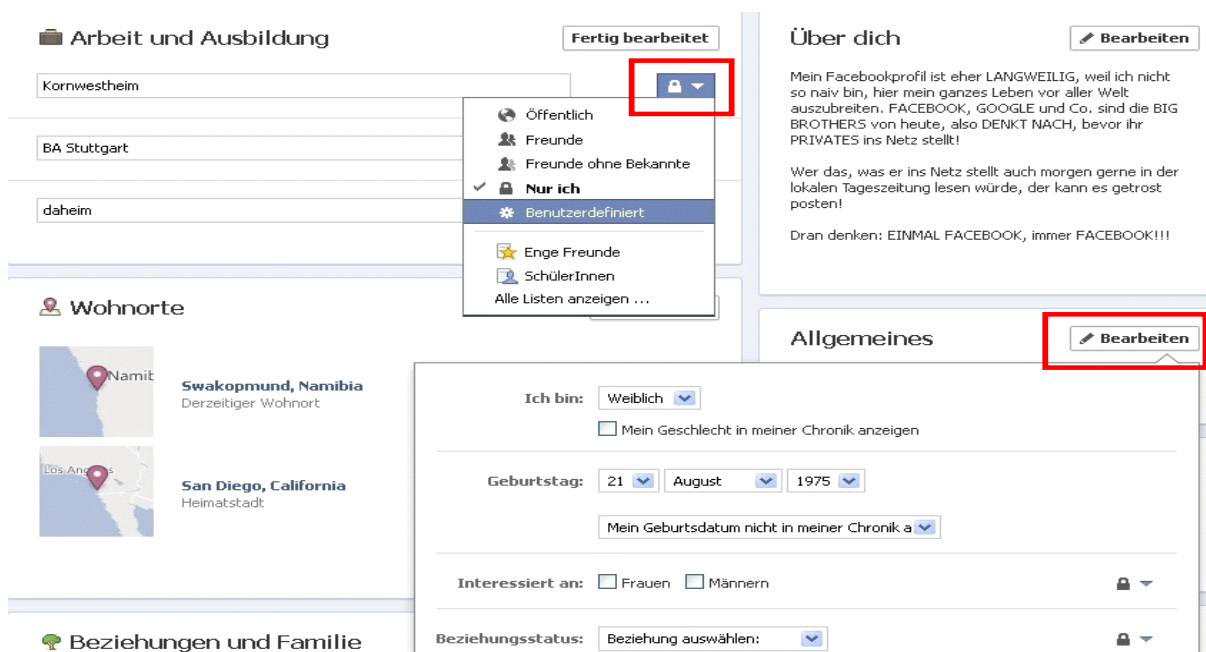 Arbeit und Ausbildung
Fertig bearbeitet
Kornwestheim
BA Stuttgart
daheim
Öffentlich
Freunde
Freunde ohne Bekannte
Nur ich
Benutzerdefiniert
Enge Freunde
SchülerInnen
Alle Listen anzeigen ...
Über dich
Bearbeiten
Mein Facebookprofil ist eher LANGWEILIG, weil ich nicht
so naiv bin, hier mein ganzes Leben vor aller Welt
auszubreiten. FACEBOOK, GOOGLE und Co. sind die BIG
BROTHERS von heute, also DENKT NACH, bevor ihr
PRIVATES ins Netz stellt!
Wer das, was er ins Netz stellt auch morgen gerne in der
lokalen Tageszeitung lesen würde, der kann es getrost
posten!
Dran denken: EINMAL FACEBOOK, immer FACEBOOK!!!
Wohnorte
Namit
Swakopmund, Namibia
Derzeitiger Wohnort
Los Ang s
San Diego, California
Heimatstadt
Allgemeines
Bearbeiten
Ich bin: Weiblich
Mein Geschlecht in meiner Chronik anzeigen
Geburtstag: 21 August 1975
Mein Geburtsdatum nicht in meiner Chronik a
Interessiert an: Frauen Männern
Beziehungsstatus: Beziehung auswählen:
Beziehungen und Familie